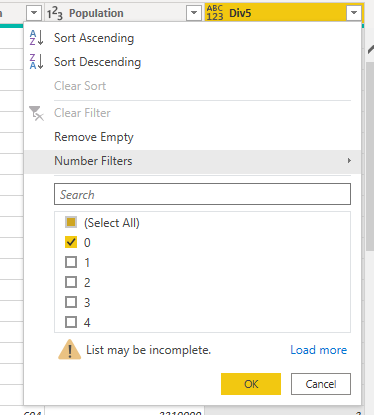 1²3 Population ABC 123 Div5
Sort Ascending
Sort Descending
Clear Sort
Clear Filter
Remove Empty
Number Filters
Search
(Select All)
0
1
2
3
4
List may be incomplete. Load more
OK Cancel